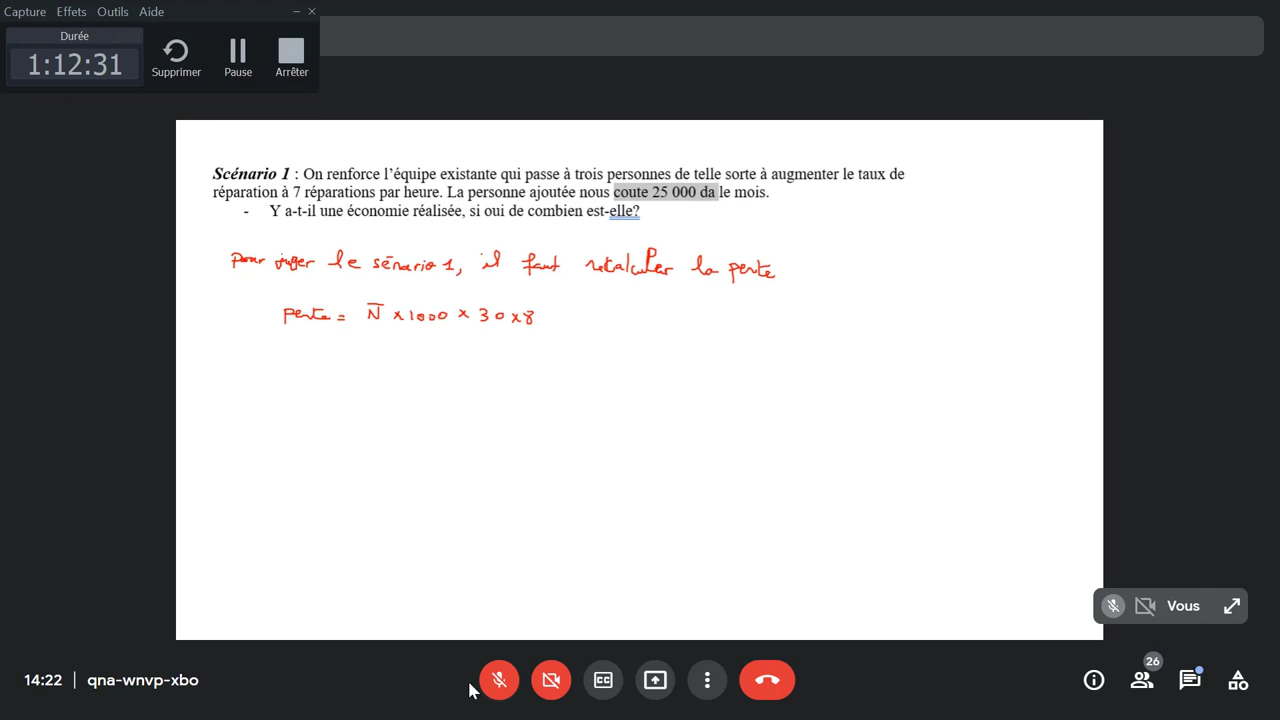 Capture Effets Outils Aide
Durée
1:12:31
Supprimer Pause Arrêter
Scénario 1 : On renforce l’équipe existante qui passe à trois personnes de telle sorte à augmenter le taux de
réparation à 7 réparations par heure. La personne ajoutée nous coute 25 000 da le mois.
- Y a-t-il une économie réalisée, si oui de combien est-elle?
Pour juger le sénario 1, il faut recalculer la perte
perte = N̅ x 1000 x 30 x 8
Vous
14:22 | qna-wnvp-xbo
26